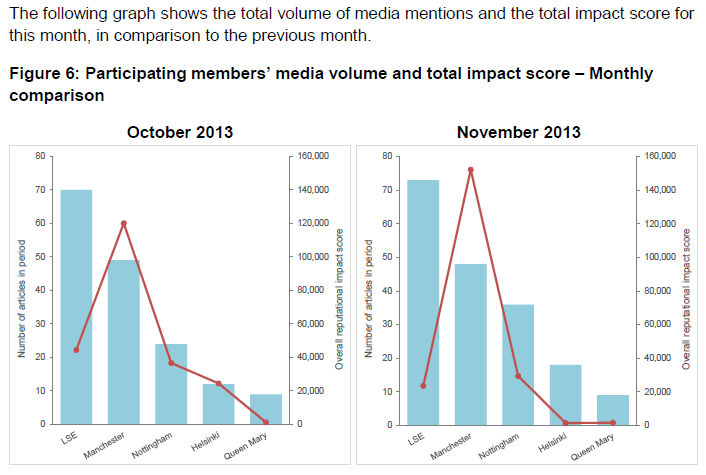 The following graph shows the total volume of media mentions and the total impact score for
this month, in comparison to the previous month.
Figure 6: Participating members’ media volume and total impact score – Monthly
comparison
October 2013
80
70
60
50
40
30
20
10
0
Number of articles in period
160,000
140,000
120,000
100,000
80,000
60,000
40,000
20,000
0
Overall reputational impact score
LSE
Manchester
Nottingham
Helsinki
Queen Mary
November 2013
80
70
60
50
40
30
20
10
0
Number of articles in period
160,000
140,000
120,000
100,000
80,000
60,000
40,000
20,000
0
Overall reputational impact score
LSE
Manchester
Nottingham
Helsinki
Queen Mary